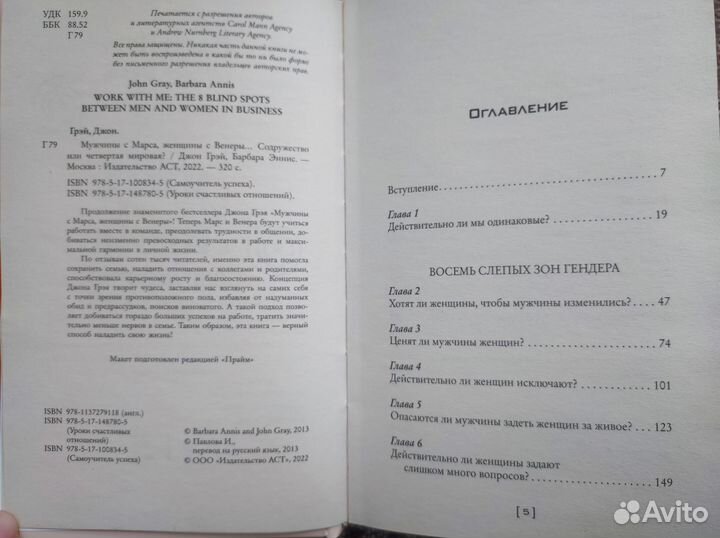 УДК 159.9
ББК 88.52
Г79
Печатается с разрешения авторов
и литературных агентств Carol Mann Agency
и Andrew Nurnberg Literary Agency.
Все права защищены. Никакая часть данной книги не мо-
жет быть воспроизведена в какой бы то ни было форме
без письменного разрешения владельцев авторских прав.
John Gray, Barbara Annis
WORK WITH ME: THE 8 BLIND SPOTS
BETWEEN MEN AND WOMEN IN BUSINESS
Грэй, Джон.
Г79 Мужчины с Марса, женщины с Венеры... Содружество
или четвертая мировая? / Джон Грэй, Барбара Эннис. —
Москва : Издательство АСТ, 2022. — 320 с.
ISBN 978-5-17-100834-5 (Самоучитель успеха).
ISBN 978-5-17-148780-5 (Уроки счастливых отношений).
Продолжение знаменитого бестселлера Джона Грэя «Мужчины
с Марса, женщины с Венеры»! Теперь Марс и Венера будут учиться
работать вместе в команде, преодолевать трудности в общении, до-
биваться неизменно превосходных результатов в работе и макси-
мальной гармонии в личной жизни.
По отзывам сотен тысяч читателей, именно эта книга помогла
сохранить семью, наладить отношения с коллегами и родителями,
способствовала карьерному росту и благосостоянию. Концепция
Джона Грэя творит чудеса, заставляя нас взглянуть на самих себя
с точки зрения противоположного пола, избавляя от надуманных
обид и предрассудков, поисков виноватого. А такой подход позво-
ляет добиваться гораздо больших успехов на работе, тратить значи-
тельно меньше нервов в семье. Таким образом, эта книга — верный
способ наладить свою жизнь!
Макет подготовлен редакцией «Прайм»
ISBN 978-1137279118 (англ.)
ISBN 978-5-17-148780-5
(Уроки счастливых
отношений)
ISBN 978-5-17-100834-5
(Самоучитель успеха)
© Barbara Annis and John Gray, 2013
© Павлова И.,
перевод на русский язык, 2013
© ООО «Издательство АСТ», 2022
Оглавление
Вступление 7
Глава 1
Действительно ли мы одинаковые? 19
ВОСЕМЬ СЛЕПЫХ ЗОН ГЕНДЕРА
Глава 2
Хотят ли женщины, чтобы мужчины изменились? 47
Глава 3
Ценят ли мужчины женщин? 74
Глава 4
Действительно ли женщин исключают? 101
Глава 5
Опасаются ли мужчины задеть женщин за живое? 123
Глава 6
Действительно ли женщины задают
слишком много вопросов? 149
[ 5 ]
Avito